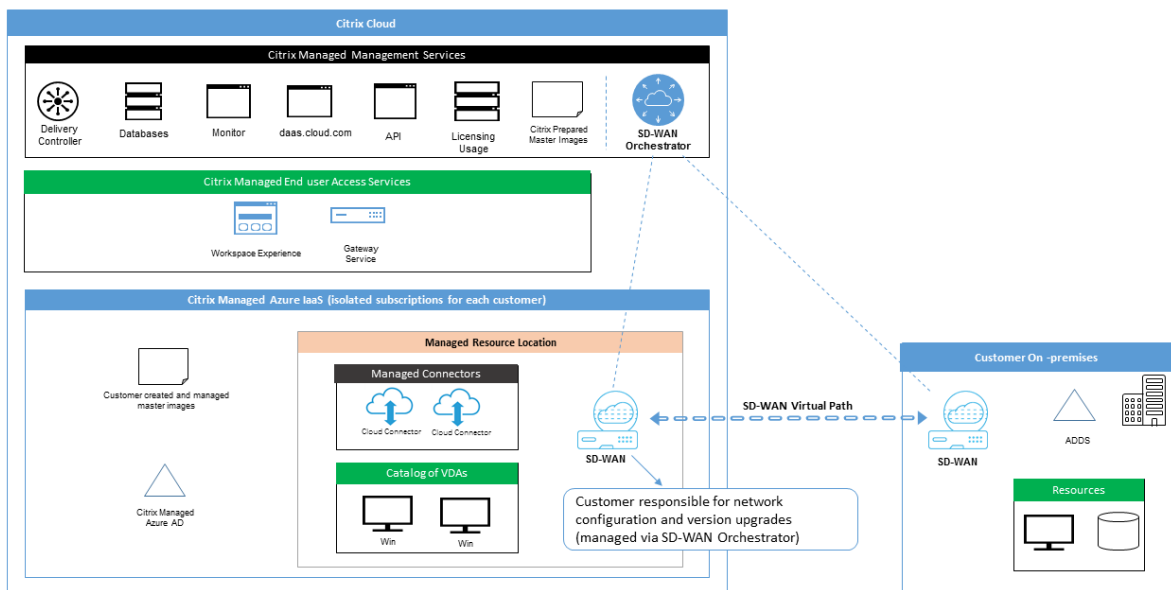 Citrix Cloud
Citrix Managed Management Services
Delivery
Controller
Databases
Monitor
daas.cloud.com
API
Licensing
Usage
Citrix Prepared
Master Images
SD-WAN
Orchestrator
Citrix Managed End user Access Services
Workspace Experience
Gateway
Service
Citrix Managed Azure IaaS (isolated subscriptions for each customer)
Customer created and managed
master images
Citrix Managed
Azure AD
Managed Resource Location
Managed Connectors
Cloud Connector
Cloud Connector
Catalog of VDAs
Win
Win
SD-WAN
Customer responsible for network
configuration and version upgrades
(managed via SD-WAN Orchestrator)
SD-WAN Virtual Path
Customer On -premises
SD-WAN
ADDS
Resources